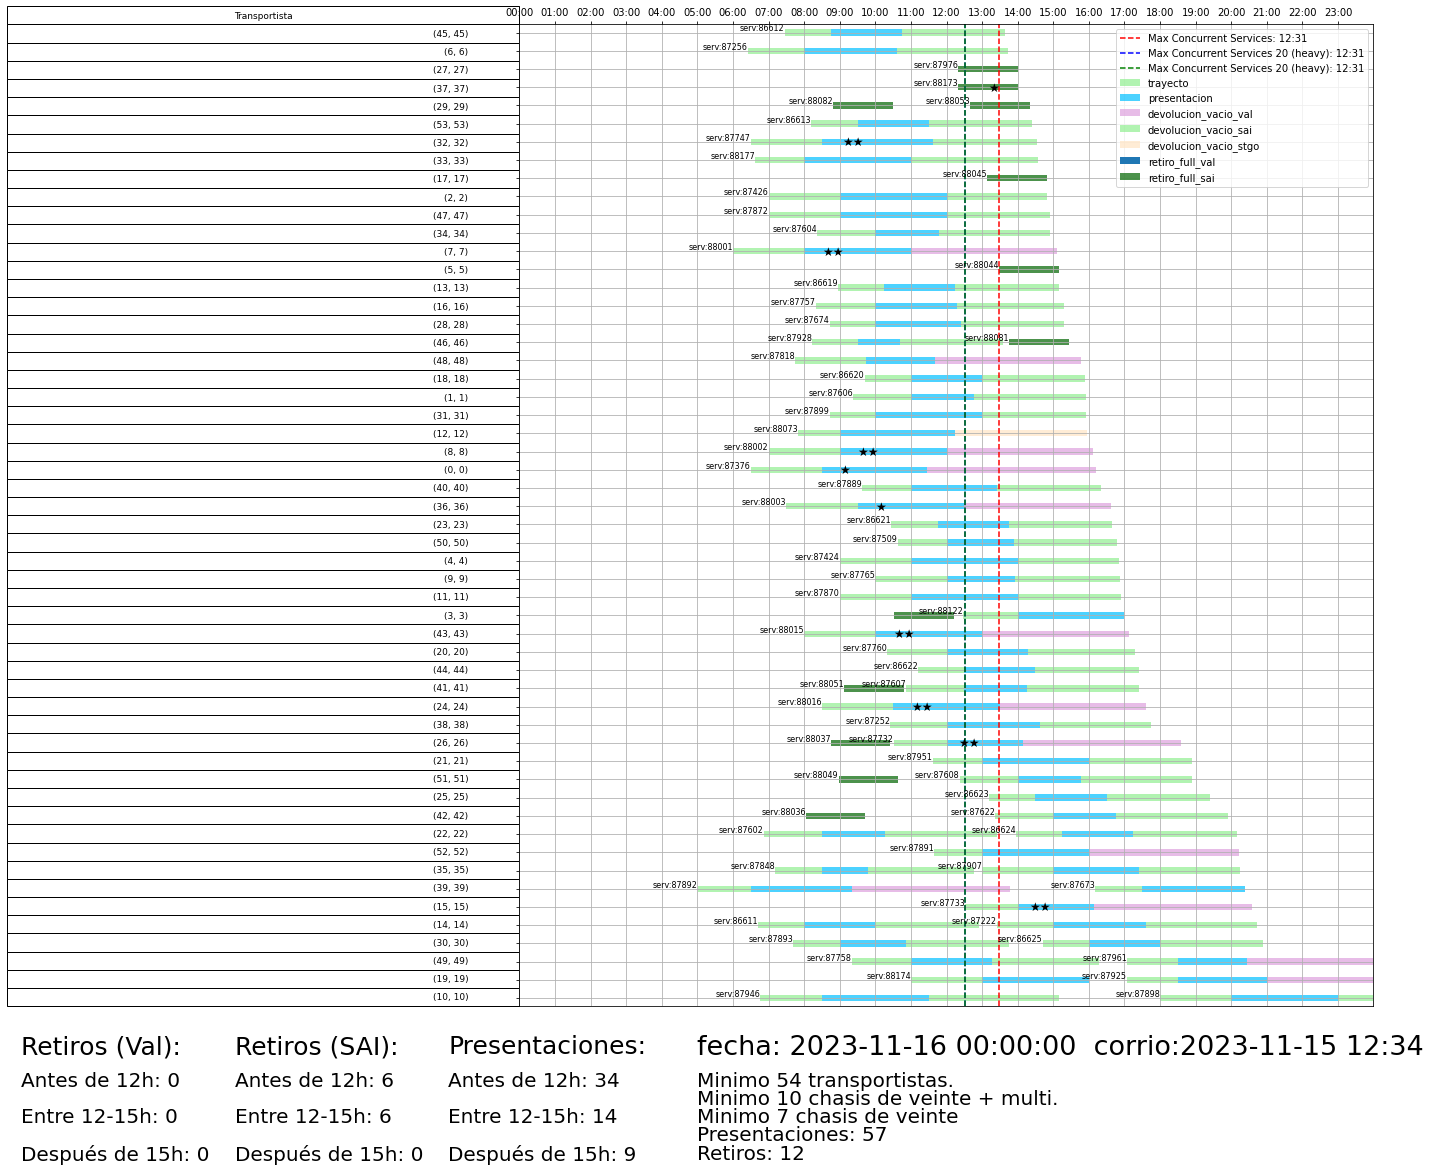 Transportista
00:00 01:00 02:00 03:00 04:00 05:00 06:00 07:00 08:00 09:00 10:00 11:00 12:00 13:00 14:00 15:00 16:00 17:00 18:00 19:00 20:00 21:00 22:00 23:00
Max Concurrent Services: 12:31
Max Concurrent Services 20 (heavy): 12:31
Max Concurrent Services 20 (heavy): 12:31
trayecto
presentacion
devolucion_vacio_val
devolucion_vacio_sai
devolucion_vacio_stgo
retiro_full_val
retiro_full_sai
(45, 45) serv:86612
(6, 6) serv:87256
(27, 27) serv:87976
(37, 37) serv:88173
(29, 29) serv:88082 serv:88053
(53, 53) serv:86613
(32, 32) serv:87747
(33, 33) serv:88177
(17, 17) serv:88045
(2, 2) serv:87426
(47, 47) serv:87872
(34, 34) serv:87604
(7, 7) serv:88001
(5, 5) serv:88044
(13, 13) serv:86619
(16, 16) serv:87757
(28, 28) serv:87674
(46, 46) serv:87928 serv:88081
(48, 48) serv:87818
(18, 18) serv:86620
(1, 1) serv:87606
(31, 31) serv:87899
(12, 12) serv:88073
(8, 8) serv:88002
(0, 0) serv:87376
(40, 40) serv:87889
(36, 36) serv:88003
(23, 23) serv:86621
(50, 50) serv:87509
(4, 4) serv:87424
(9, 9) serv:87765
(11, 11) serv:87870
(3, 3) serv:88122
(43, 43) serv:88015
(20, 20) serv:87760
(44, 44) serv:86622
(41, 41) serv:88051 serv:87607
(24, 24) serv:88016
(38, 38) serv:87252
(26, 26) serv:88037 serv:87732
(21, 21) serv:87951
(51, 51) serv:88049 serv:87608
(25, 25) serv:86623
(42, 42) serv:88036 serv:87622
(22, 22) serv:87602 serv:86624
(52, 52) serv:87891
(35, 35) serv:87848 serv:87907
(39, 39) serv:87892 serv:87673
(15, 15) serv:87733
(14, 14) serv:86611 serv:87222
(30, 30) serv:87893 serv:86625
(49, 49) serv:87758 serv:87961
(19, 19) serv:88174 serv:87925
(10, 10) serv:87946 serv:87898
Retiros (Val):
Antes de 12h: 0
Entre 12-15h: 0
Después de 15h: 0
Retiros (SAI):
Antes de 12h: 6
Entre 12-15h: 6
Después de 15h: 0
Presentaciones:
Antes de 12h: 34
Entre 12-15h: 14
Después de 15h: 9
fecha: 2023-11-16 00:00:00 corrio:2023-11-15 12:34
Minimo 54 transportistas.
Minimo 10 chasis de veinte + multi.
Minimo 7 chasis de veinte
Presentaciones: 57
Retiros: 12